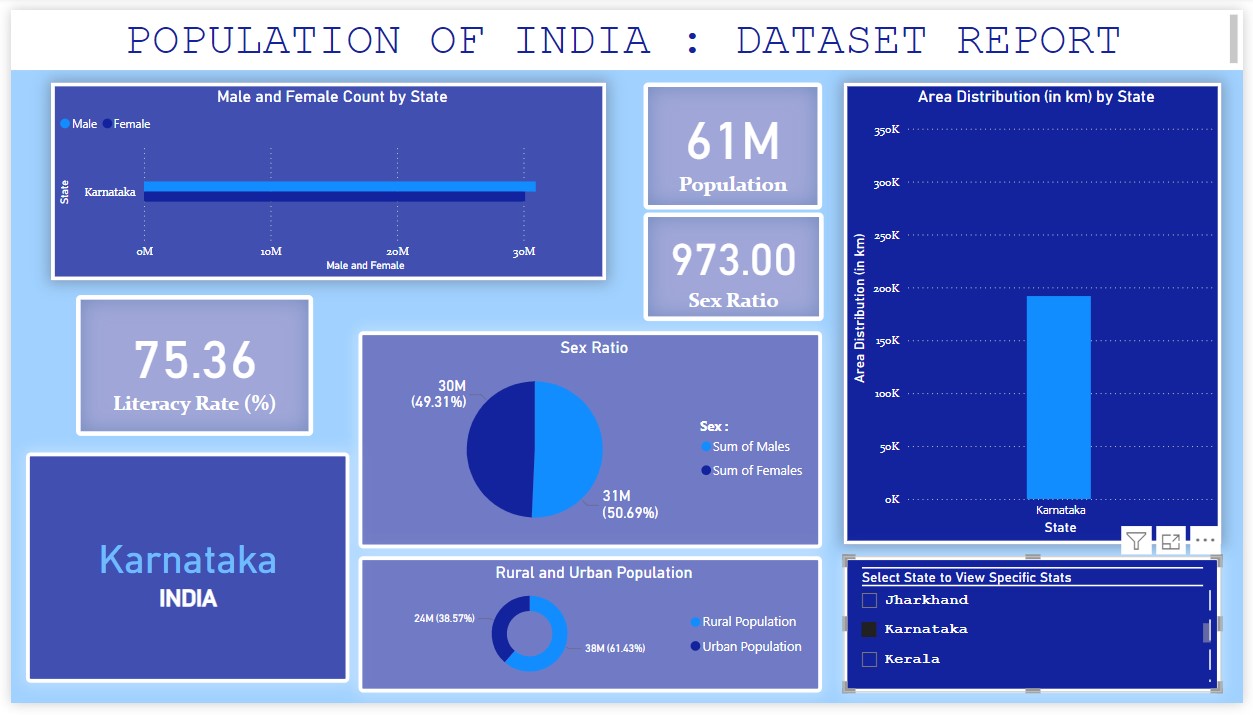 POPULATION OF INDIA : DATASET REPORT
Male and Female Count by State
Male Female
State
Karnataka
0M 10M 20M 30M
Male and Female
61M
Population
973.00
Sex Ratio
75.36
Literacy Rate (%)
Karnataka
INDIA
Sex Ratio
30M
(49.31%)
31M
(50.69%)
Sex :
Sum of Males
Sum of Females
Rural and Urban Population
24M (38.57%)
38M (61.43%)
Rural Population
Urban Population
Area Distribution (in km) by State
Area Distribution (in km)
350K
300K
250K
200K
150K
100K
50K
0K
Karnataka
State
Select State to View Specific Stats
Jharkhand
Karnataka
Kerala